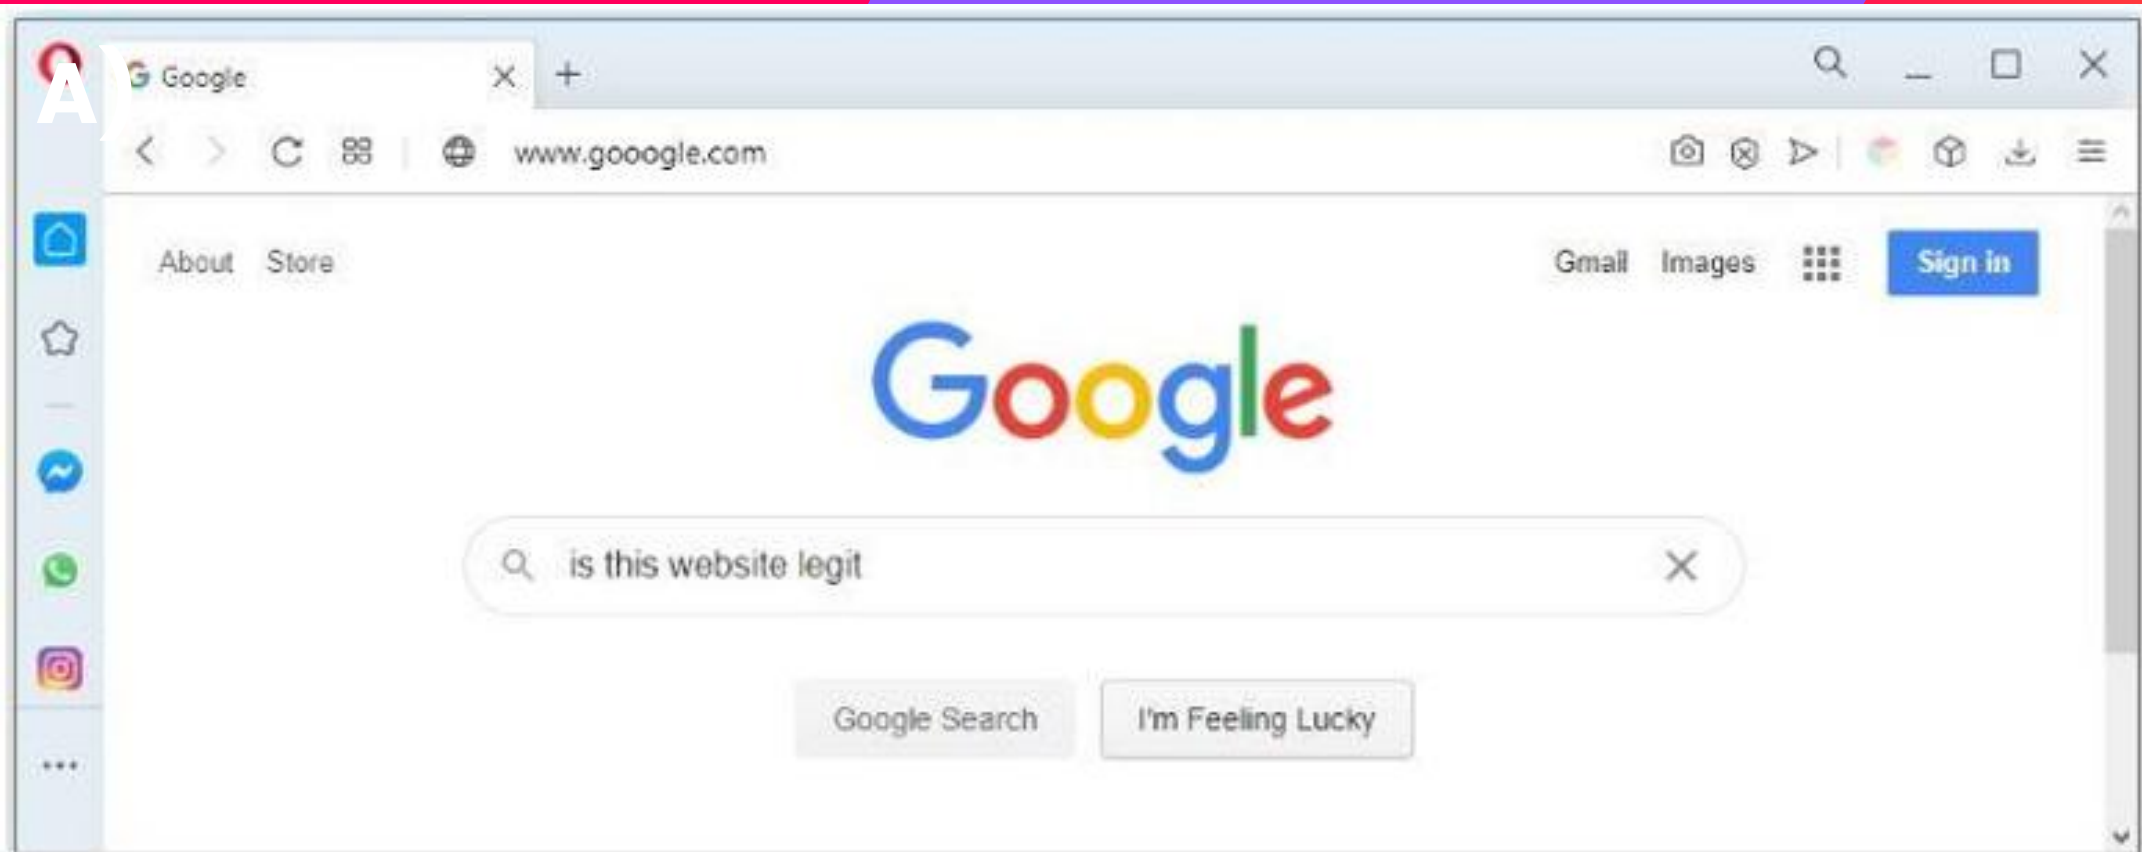 A)
Google
www.gooogle.com
About Store Gmail Images Sign in
Google
is this website legit
Google Search I'm Feeling Lucky